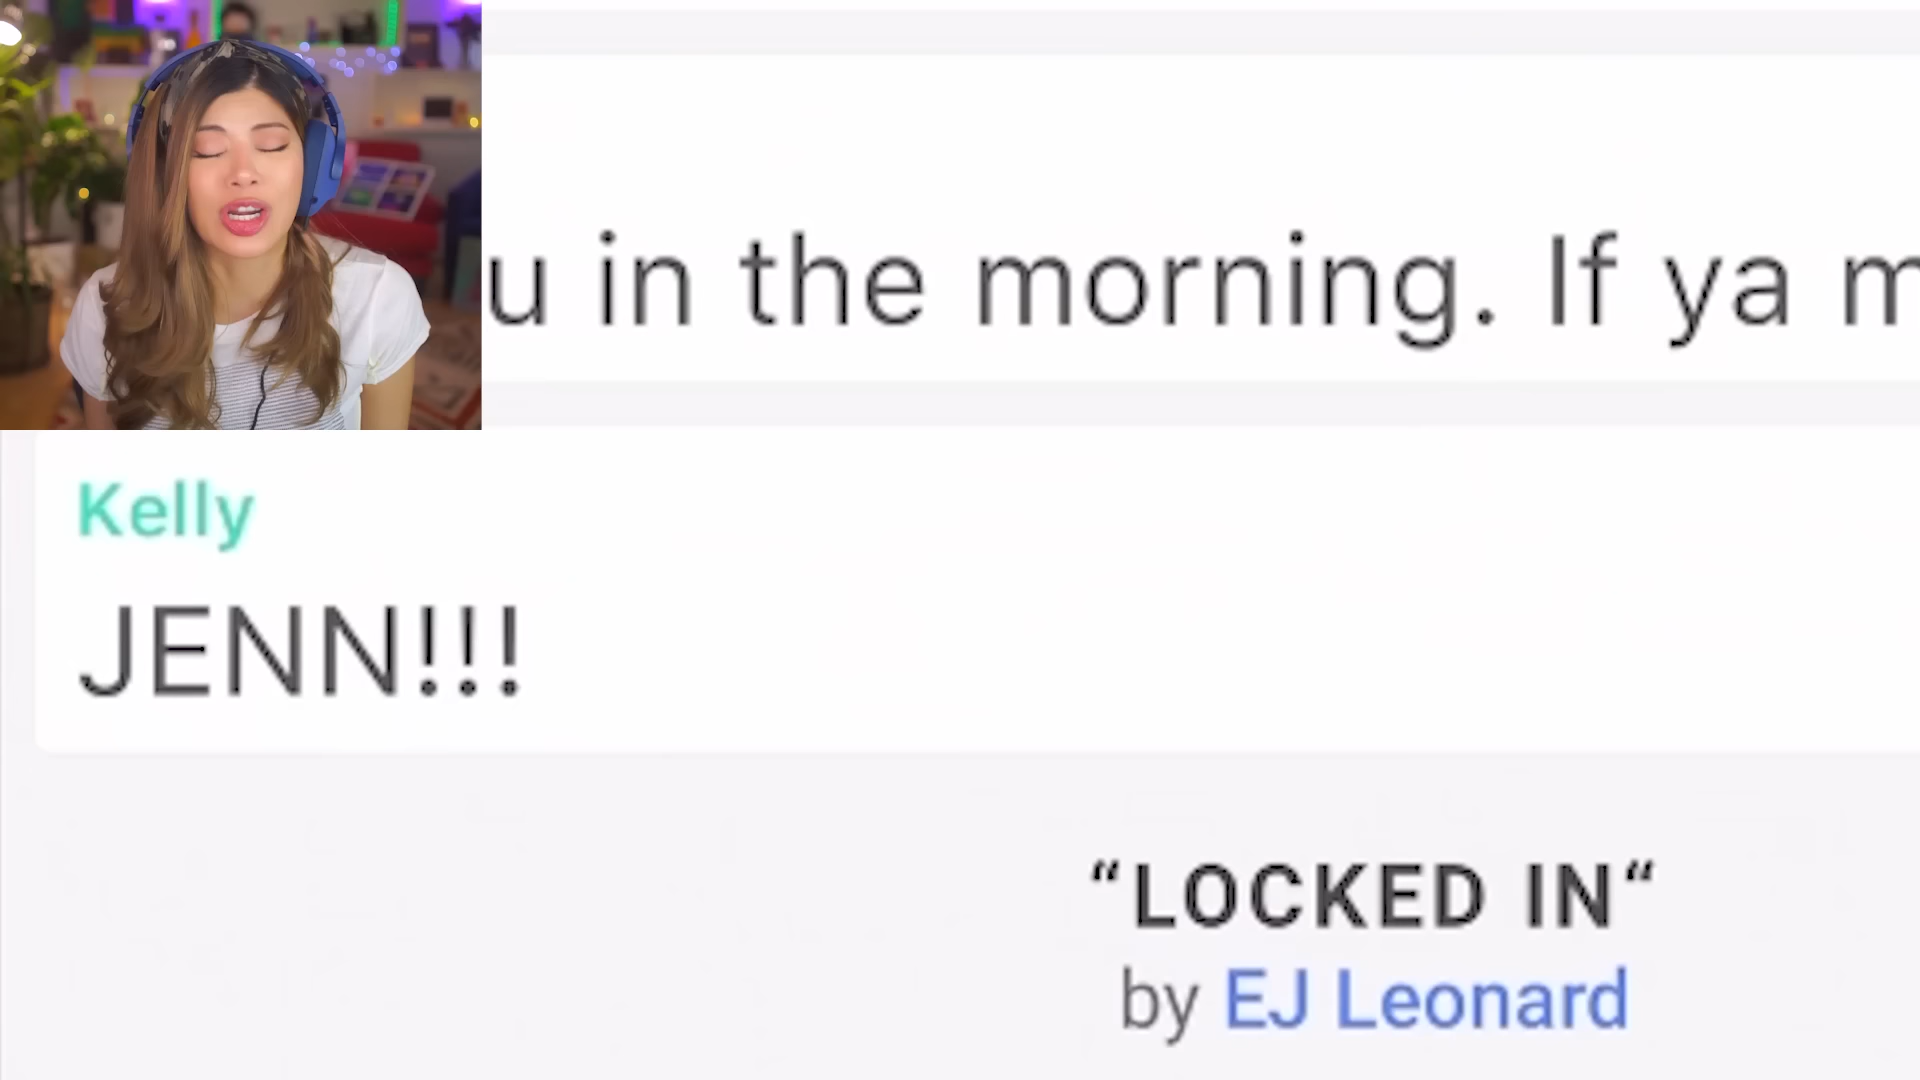 u in the morning. If ya m
Kelly
JENN!!!
“LOCKED IN“
by EJ Leonard